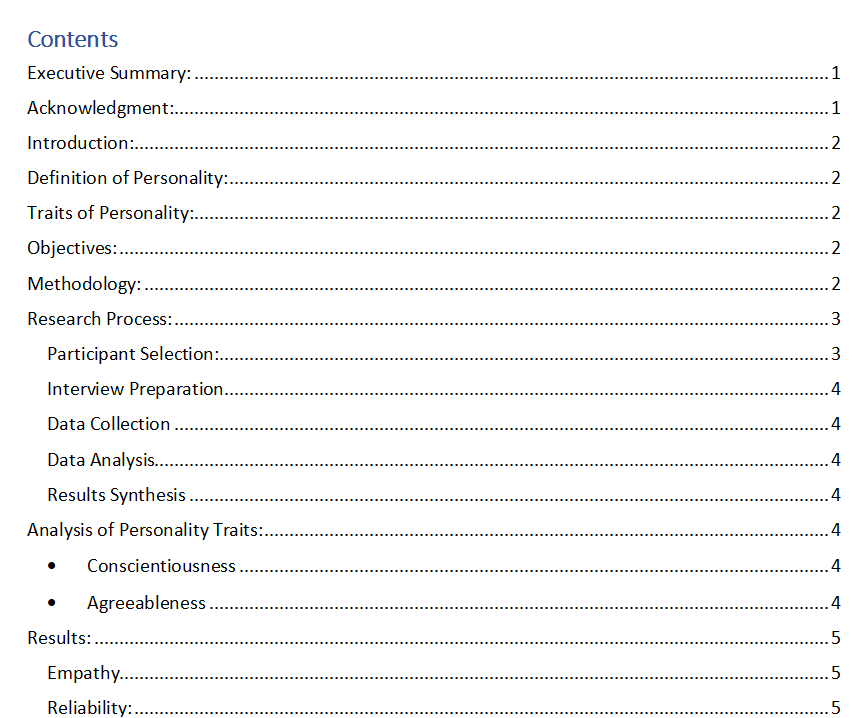 Contents
Executive Summary: ........................................................................ 1
Acknowledgment:........................................................................ 1
Introduction:........................................................................ 2
Definition of Personality:........................................................................ 2
Traits of Personality:........................................................................ 2
Objectives:........................................................................ 2
Methodology: ........................................................................ 2
Research Process:........................................................................ 3
Participant Selection:........................................................................ 3
Interview Preparation........................................................................ 4
Data Collection ........................................................................ 4
Data Analysis........................................................................ 4
Results Synthesis ........................................................................ 4
Analysis of Personality Traits:........................................................................ 4
• Conscientiousness ........................................................................ 4
• Agreeableness ........................................................................ 4
Results: ........................................................................ 5
Empathy........................................................................ 5
Reliability:........................................................................ 5